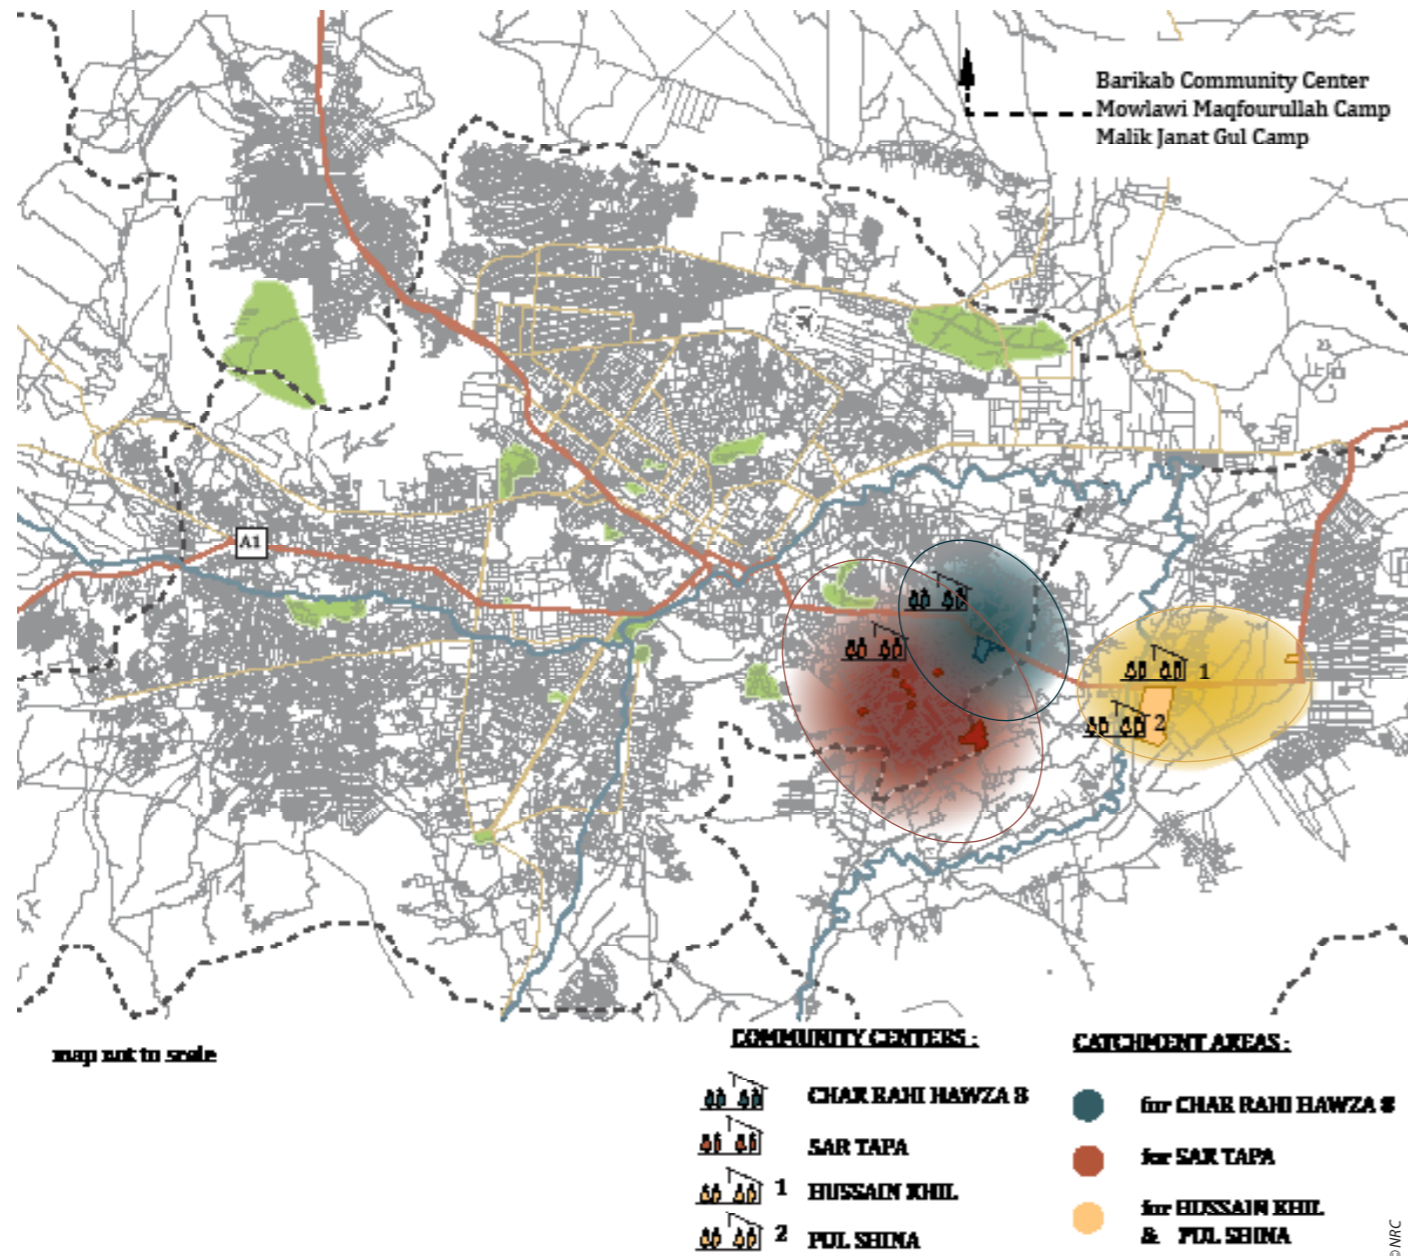 Barikab Community Center
Mowlawi Maqfourullah Camp
Malik Janat Gul Camp
A1
1
2
map not to scale
COMMUNITY CENTERS :
CHAR RAHI HAWZA 8
SAR TAPA
1 HUSSAIN KHIL
2 PUL SHINA
CATCHMENT AREAS :
for CHAR RAHI HAWZA 8
for SAR TAPA
for HUSSAIN KHIL
& PUL SHINA
© NRC